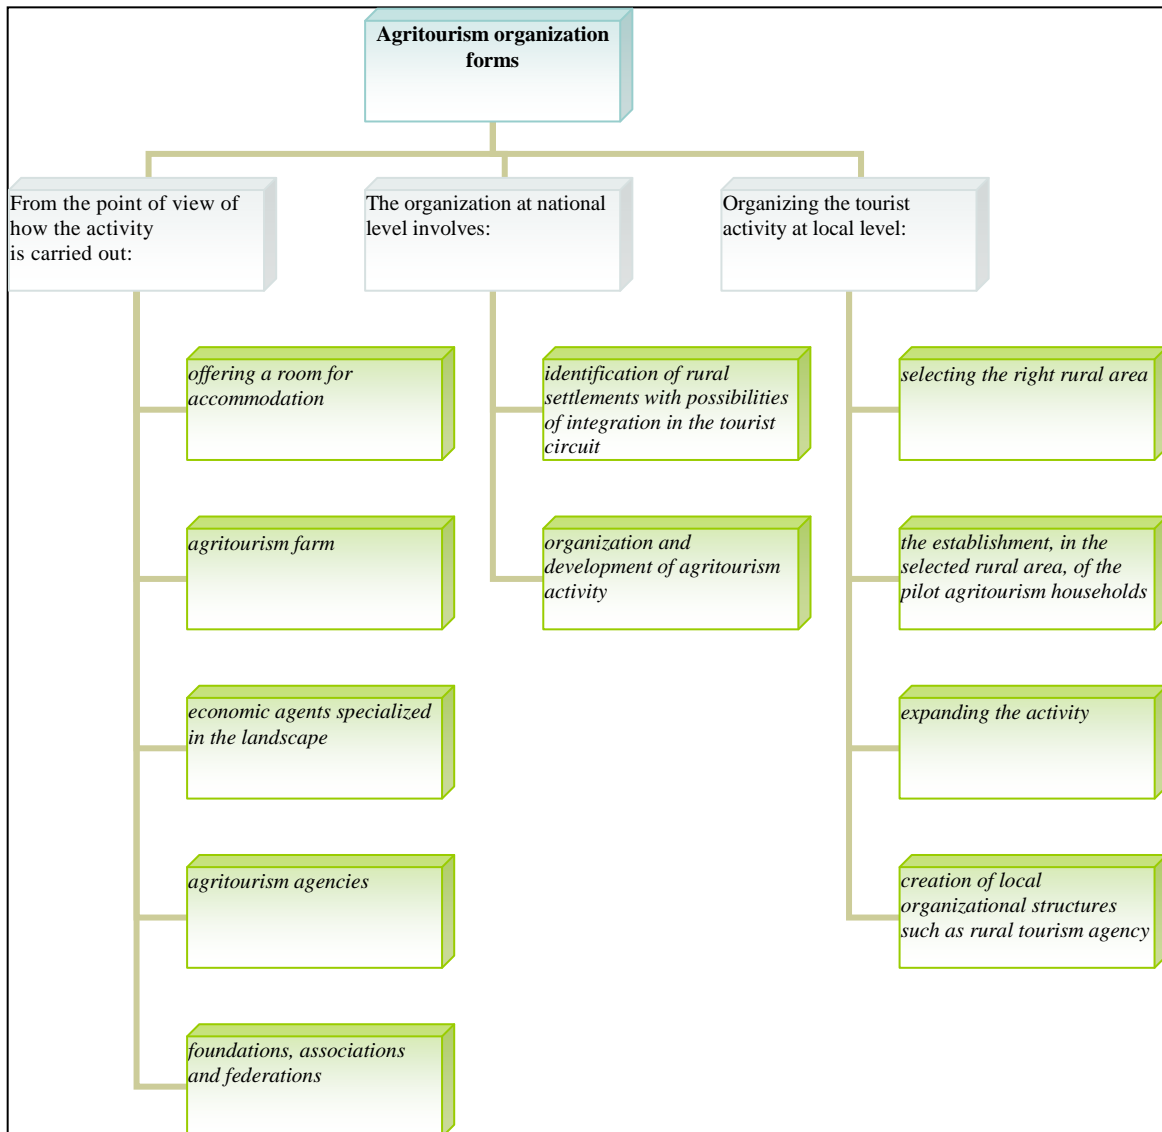 Agritourism organization
forms
From the point of view of
how the activity
is carried out:
offering a room for
accommodation
agritourism farm
economic agents specialized
in the landscape
agritourism agencies
foundations, associations
and federations
The organization at national
level involves:
identification of rural
settlements with possibilities
of integration in the tourist
circuit
organization and
development of agritourism
activity
Organizing the tourist
activity at local level:
selecting the right rural area
the establishment, in the
selected rural area, of the
pilot agritourism households
expanding the activity
creation of local
organizational structures
such as rural tourism agency